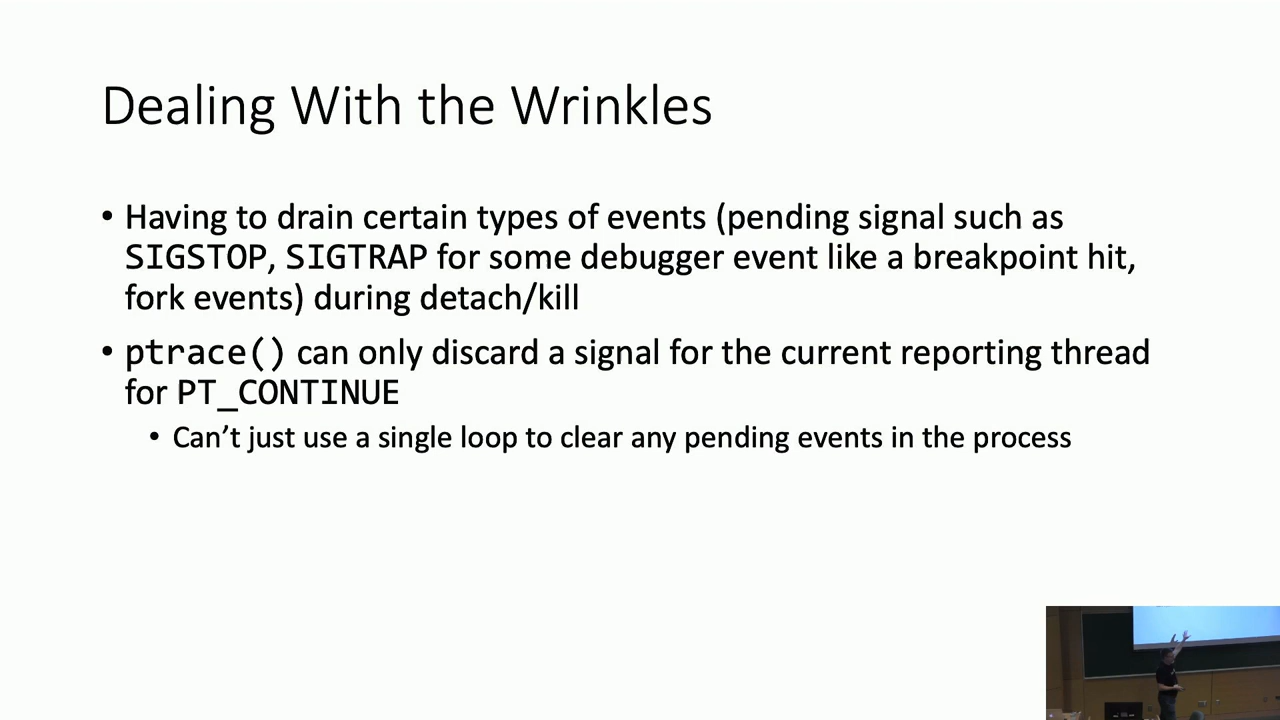 Dealing With the Wrinkles
• Having to drain certain types of events (pending signal such as
SIGSTOP, SIGTRAP for some debugger event like a breakpoint hit,
fork events) during detach/kill
• ptrace() can only discard a signal for the current reporting thread
for PT_CONTINUE
• Can’t just use a single loop to clear any pending events in the process